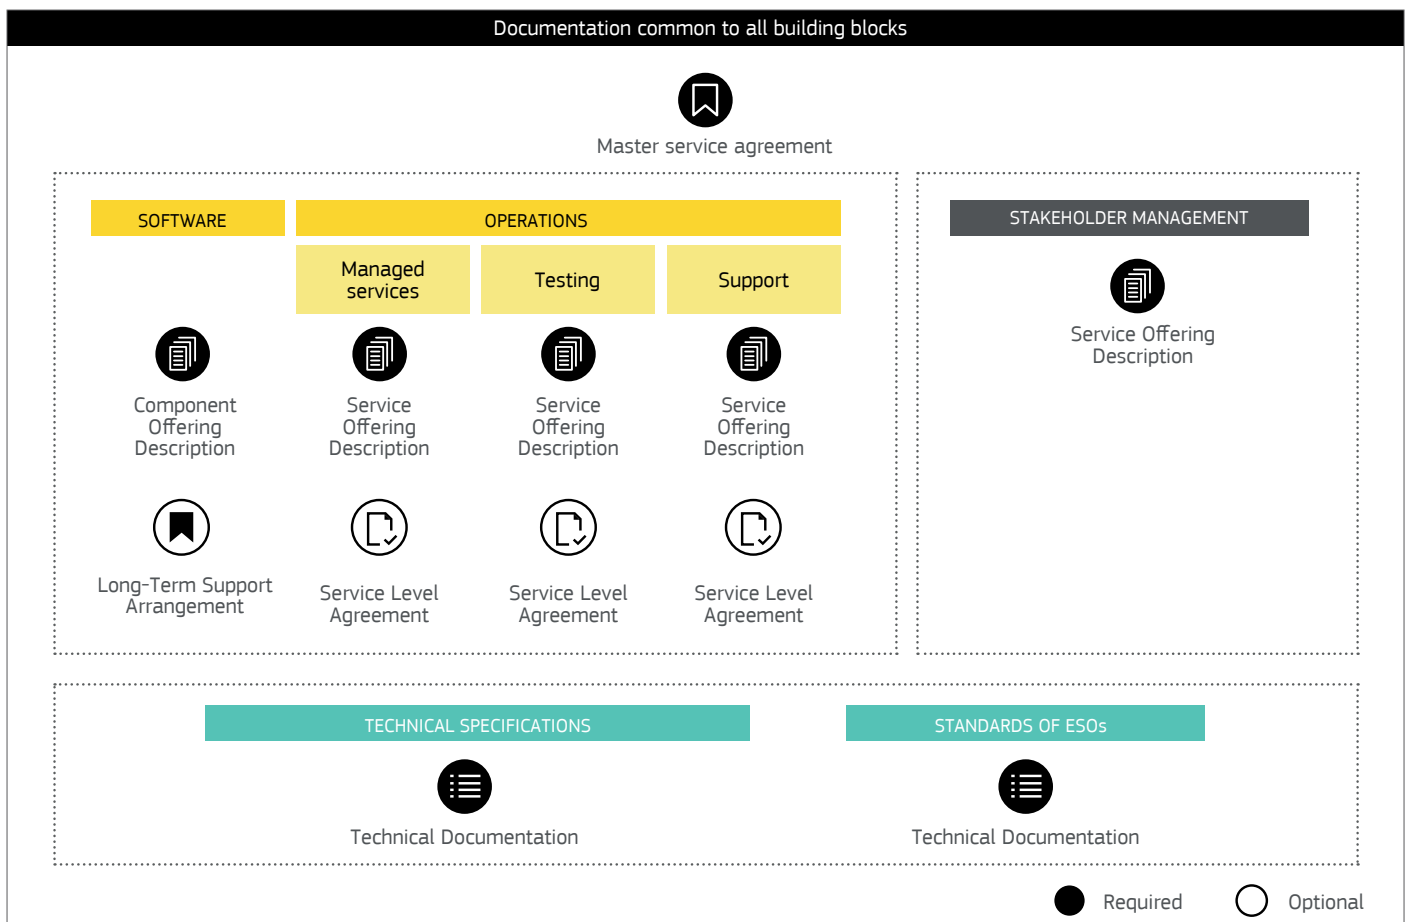 Documentation common to all building blocks
Master service agreement
SOFTWARE
OPERATIONS
STAKEHOLDER MANAGEMENT
Managed
services
Testing
Support
Service Offering
Description
Component
Offering
Description
Service
Offering
Description
Service
Offering
Description
Service
Offering
Description
Long-Term Support
Arrangement
Service Level
Agreement
Service Level
Agreement
Service Level
Agreement
TECHNICAL SPECIFICATIONS
STANDARDS OF ESOs
Technical Documentation
Technical Documentation
Required
Optional